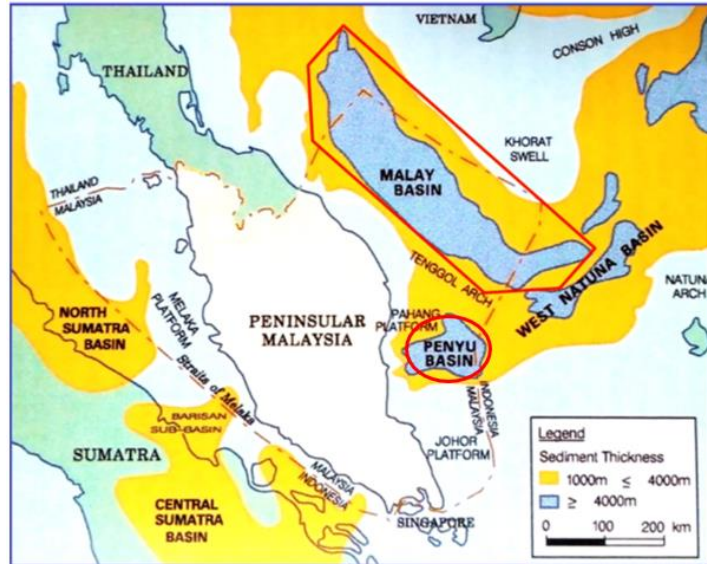 VIETNAM
CONSON HIGH
THAILAND
KHORAT
SWELL
MALAY
BASIN
THAILAND
MALAYSIA
TENGGOL ARCH
WEST NATUNA BASIN
NATUNA
ARCH
NORTH
SUMATRA
BASIN
MELAKA
PLATFORM
PENINSULAR
MALAYSIA
PAHANG
PLATFORM
PENYU
BASIN
Straits of Melaka
INDONESIA
MALAYSIA
BARISAN
SUB-BASIN
SUMATRA
JOHOR
PLATFORM
MALAYSIA
INDONESIA
CENTRAL
SUMATRA
BASIN
SINGAPORE
Legend
Sediment Thickness
1000m ≤ 4000m
≥ 4000m
0 100 200 km